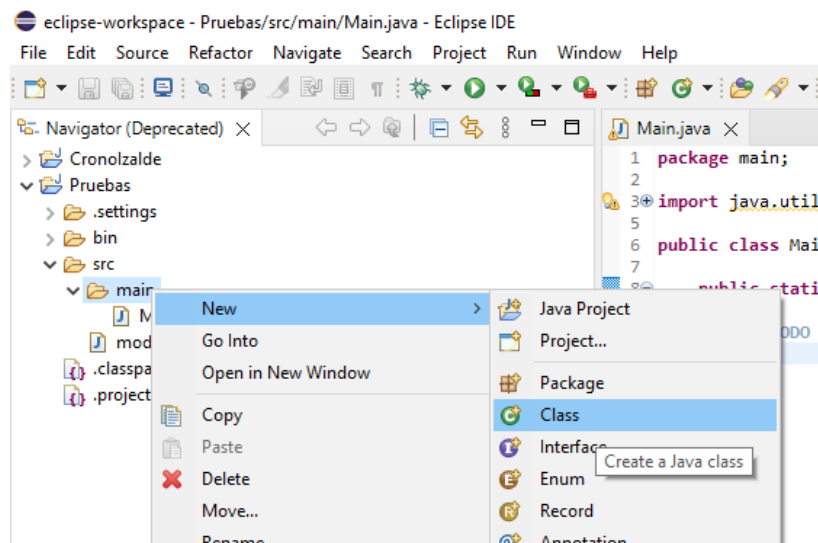 eclipse-workspace - Pruebas/src/main/Main.java - Eclipse IDE
File Edit Source Refactor Navigate Search Project Run Window Help
Navigator (Deprecated)
Main.java
Cronolzalde
Pruebas
.settings
bin
src
main
M
mod
.classpa
.project
1 package main;
2
3 import java.util
5
6 public class Mai
7
8 public stati
ODO
New
Go Into
Open in New Window
Copy
Paste
Delete
Move...
Rename
Java Project
Project...
Package
Class
Interface
Create a Java class
Enum
Record
Annotation